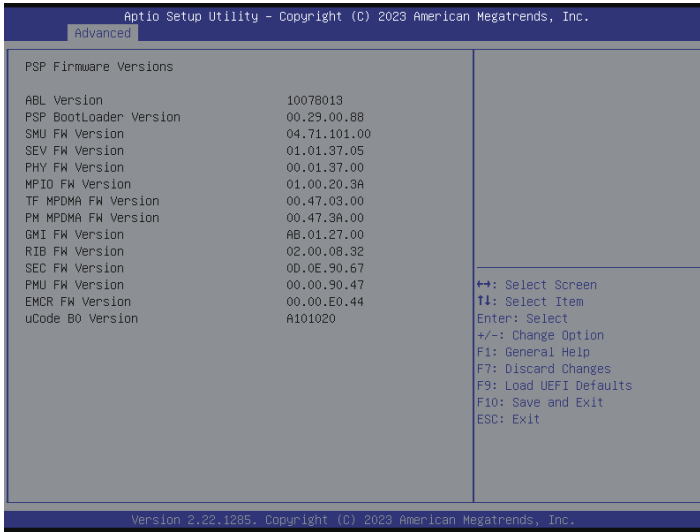 Aptio Setup Utility – Copyright (C) 2023 American Megatrends, Inc.
Advanced
PSP Firmware Versions
ABL Version 10078013
PSP BootLoader Version 00.29.00.88
SMU FW Version 04.71.101.00
SEV FW Version 01.01.37.05
PHY FW Version 00.01.37.00
MPIO FW Version 01.00.20.3A
TF MPDMA FW Version 00.47.03.00
PM MPDMA FW Version 00.47.3A.00
GMI FW Version AB.01.27.00
RIB FW Version 02.00.08.32
SEC FW Version 0D.0E.90.67
PMU FW Version 00.00.90.47
EMCR FW Version 00.00.E0.44
uCode B0 Version A101020
↔: Select Screen
↑↓: Select Item
Enter: Select
+/-: Change Option
F1: General Help
F7: Discard Changes
F9: Load UEFI Defaults
F10: Save and Exit
ESC: Exit
Version 2.22.1285. Copyright (C) 2023 American Megatrends, Inc.